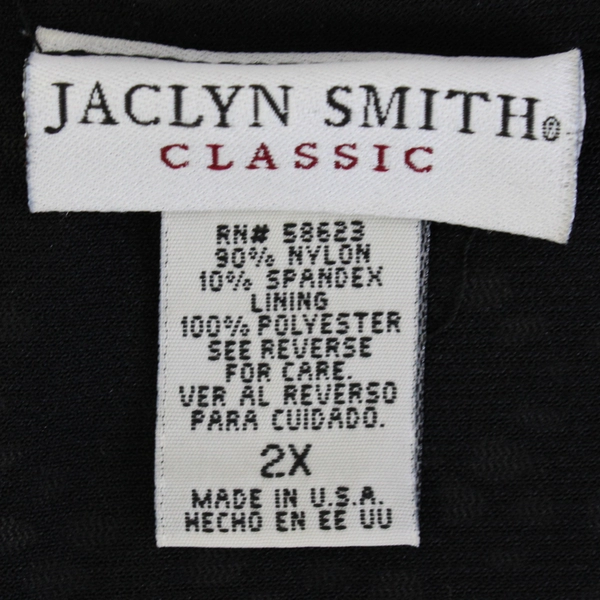 JACLYN SMITH®
CLASSIC
RN# 58623
90% NYLON
10% SPANDEX
LINING
100% POLYESTER
SEE REVERSE
FOR CARE.
VER AL REVERSO
PARA CUIDADO.
2X
MADE IN U.S.A.
HECHO EN EE UU